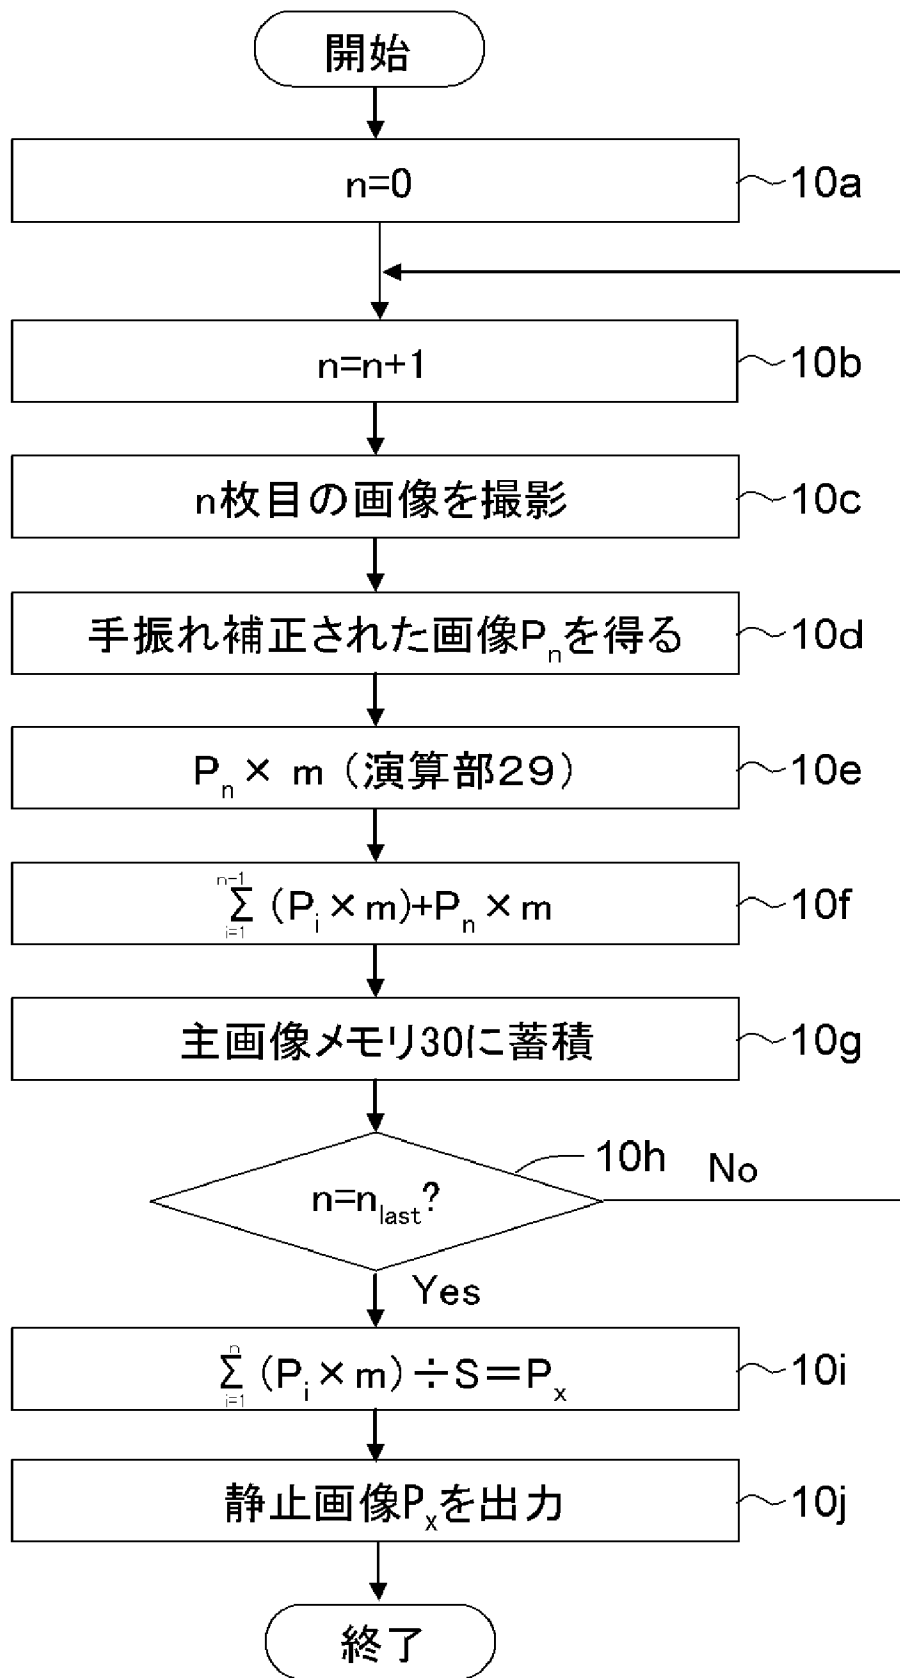 開始
n=0
10a
n=n+1
10b
n枚目の画像を撮影
10c
手振れ補正された画像Pnを得る
10d
Pn× m (演算部29)
10e
n-1 Σ i=1 (Pi×m)+Pn×m
10f
主画像メモリ30に蓄積
10g
10h
n=nlast?
No
Yes
n Σ i=1 (Pi×m)÷S=Px
10i
静止画像Pxを出力
10j
終了